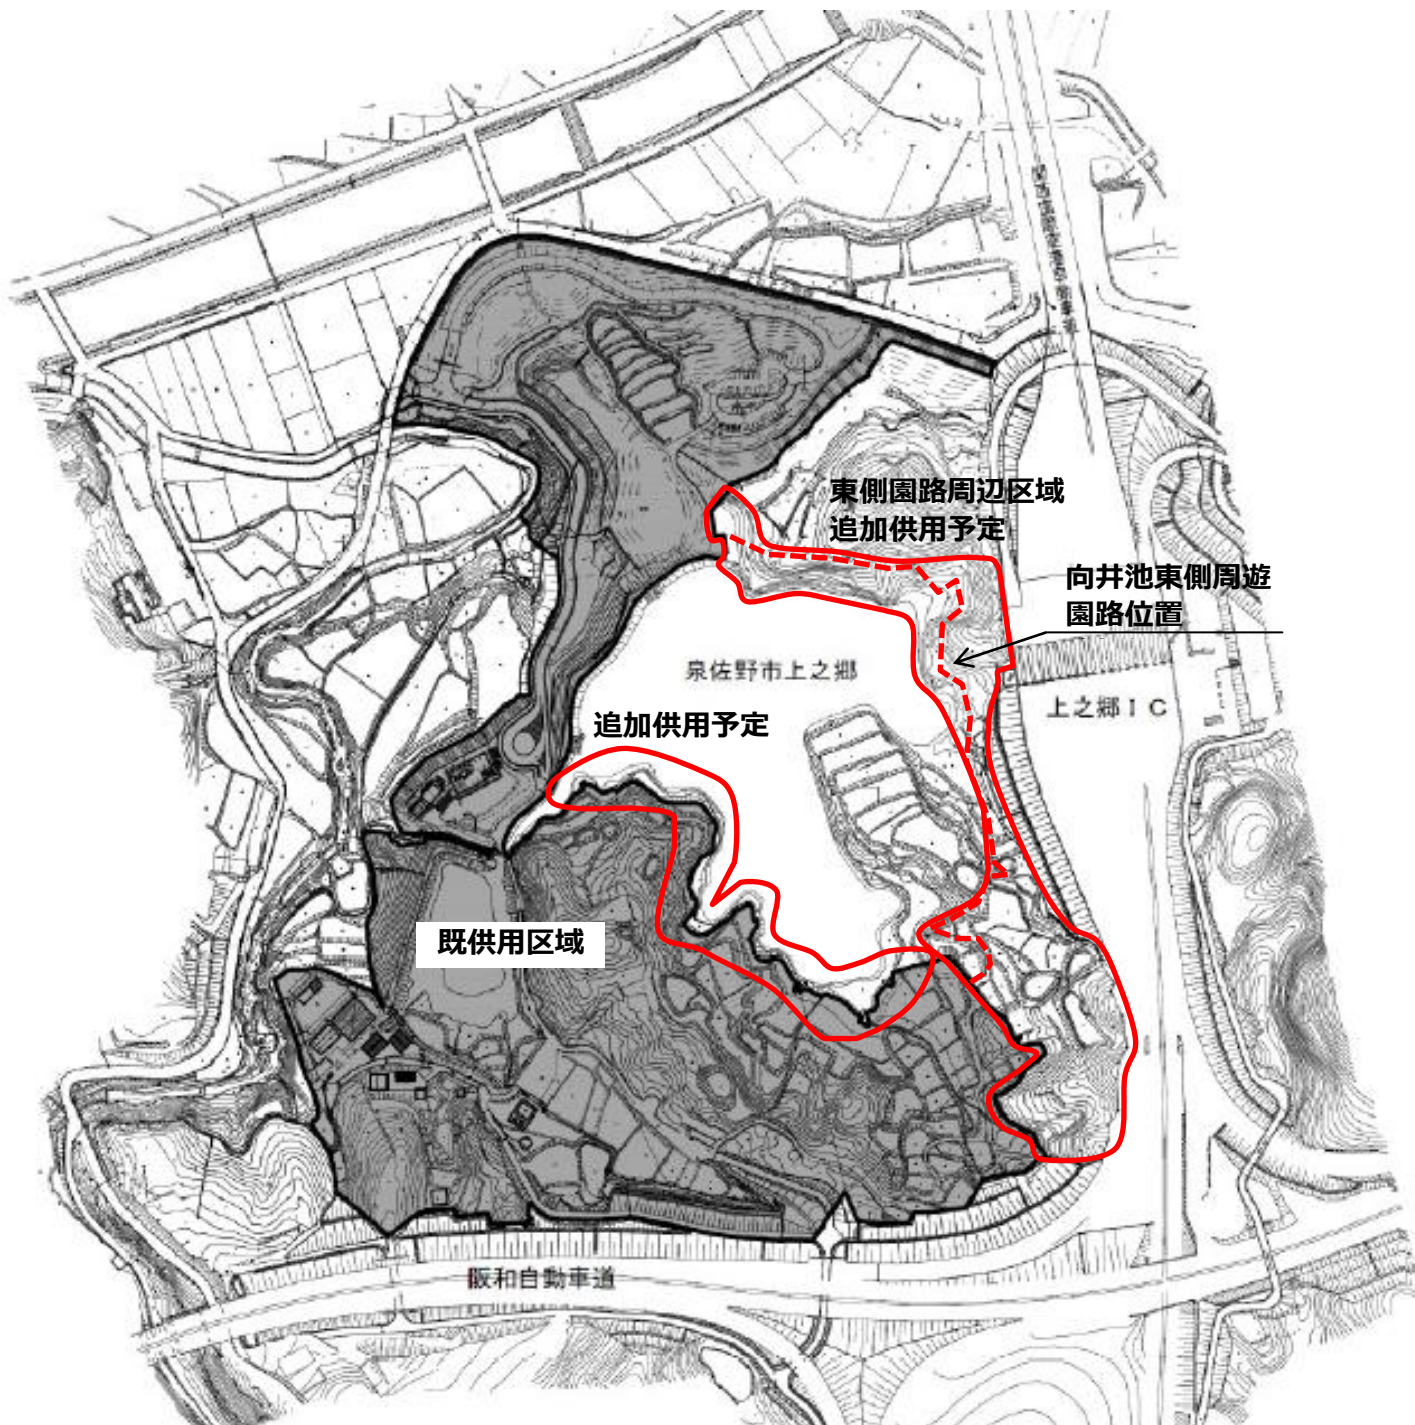 東側園路周辺区域
追加供用予定
向井池東側周遊
園路位置
泉佐野市上之郷
上之郷IC
追加供用予定
既供用区域
阪和自動車道